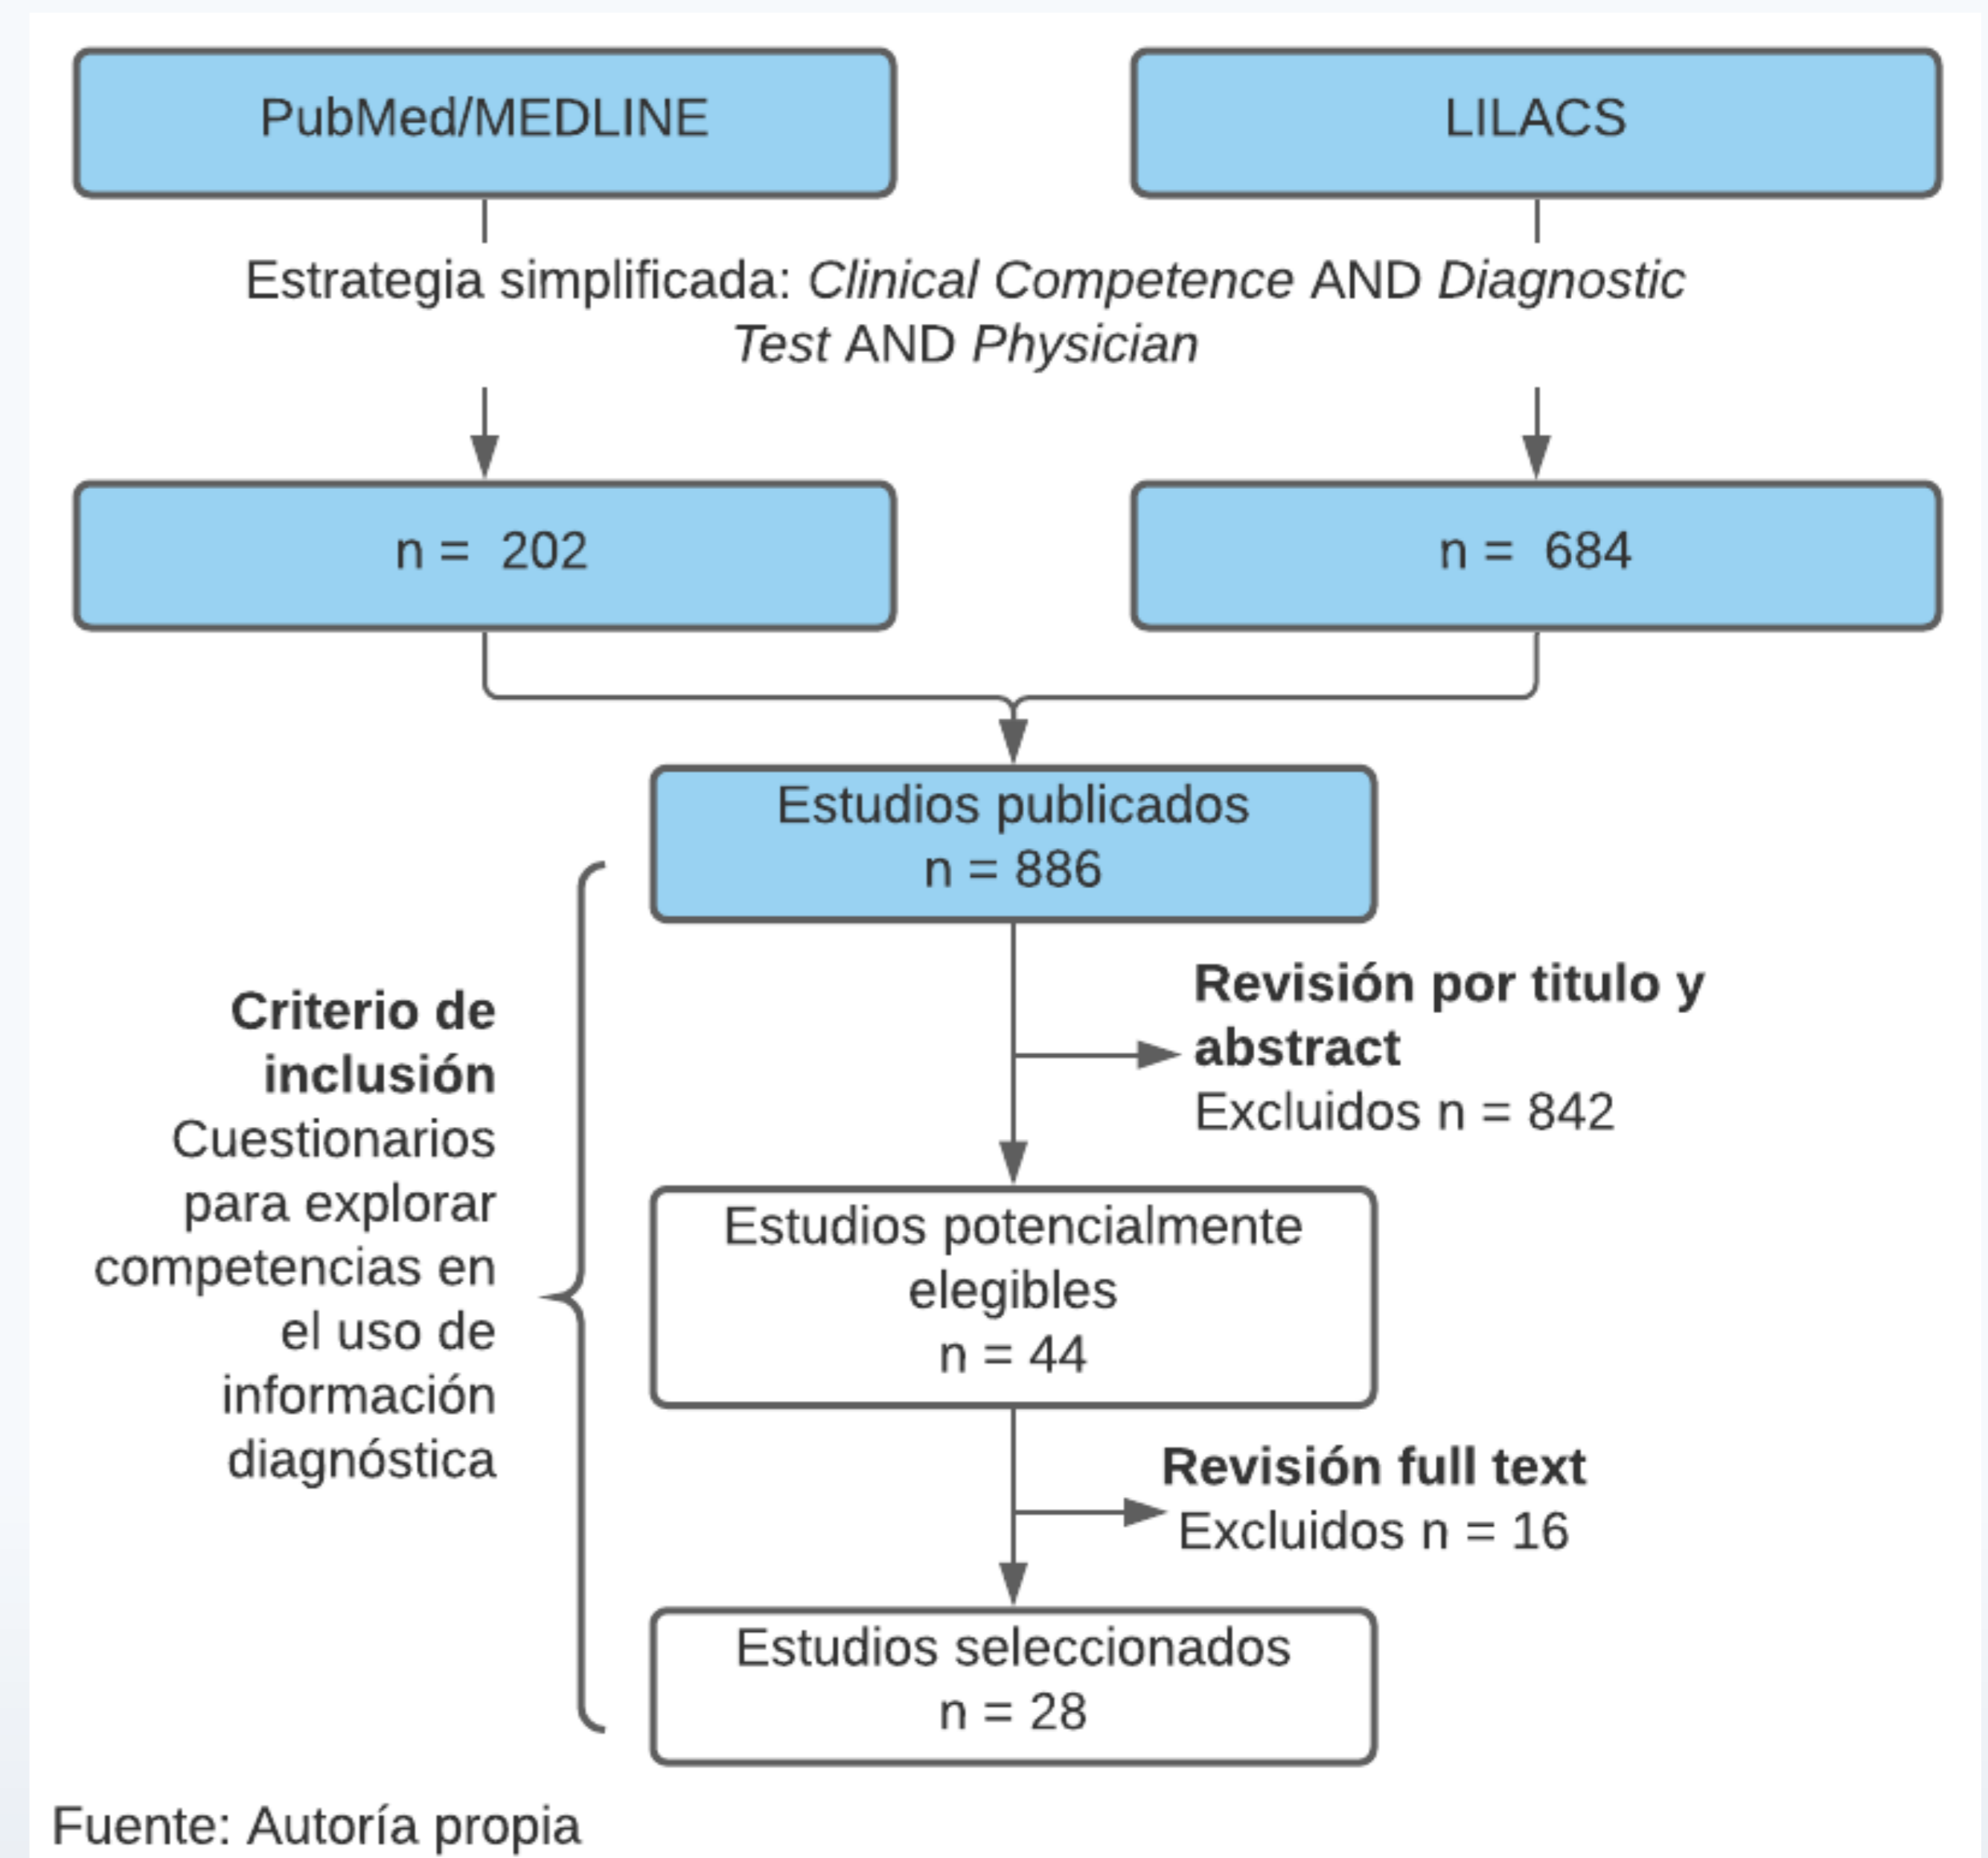 PubMed/MEDLINE
LILACS
Estrategia simplificada: Clinical Competence AND Diagnostic
Test AND Physician
n =  202
n =  684
Estudios publicados
n = 886
Revisión por titulo y
abstract
Excluidos n = 842
Criterio de
inclusión
Cuestionarios
para explorar
competencias en
el uso de
información
diagnóstica
Estudios potencialmente
elegibles
n = 44
Revisión full text
Excluidos n = 16
Estudios seleccionados
n = 28
Fuente: Autoría propia